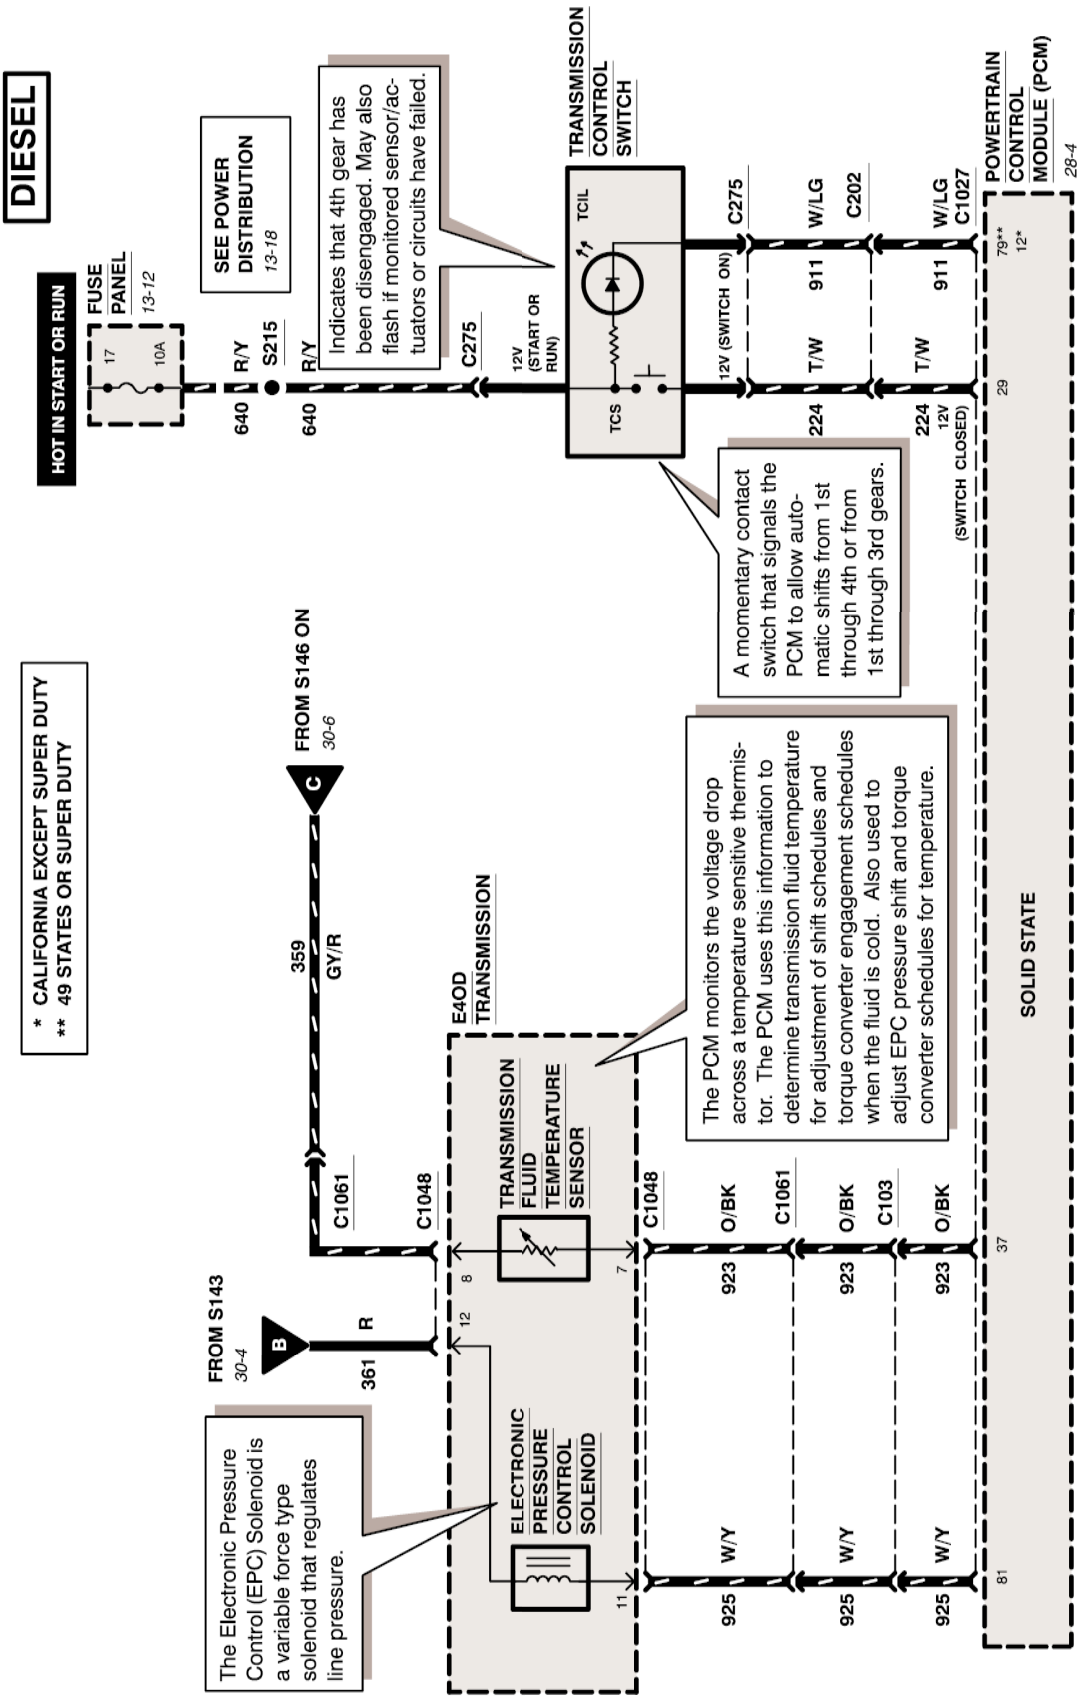 DIESEL
* CALIFORNIA EXCEPT SUPER DUTY
** 49 STATES OR SUPER DUTY
HOT IN START OR RUN
FUSE
PANEL
13-12
17
10A
SEE POWER
DISTRIBUTION
13-18
640
R/Y
S215
640
R/Y
Indicates that 4th gear has
been disengaged. May also
flash if monitored sensor/ac-
tuators or circuits have failed.
C275
12V
(START OR
RUN)
TRANSMISSION
CONTROL
SWITCH
TCIL
TCS
12V (SWITCH ON)
C275
224
T/W
911
W/LG
C202
224
T/W
911
W/LG
12V
(SWITCH CLOSED)
C1027
A momentary contact
switch that signals the
PCM to allow auto-
matic shifts from 1st
through 4th or from
1st through 3rd gears.
FROM S146 ON
30-6
C
359
GY/R
C1061
FROM S143
30-4
B
361
R
C1048
The Electronic Pressure
Control (EPC) Solenoid is
a variable force type
solenoid that regulates
line pressure.
E4OD
TRANSMISSION
12
8
ELECTRONIC
PRESSURE
CONTROL
SOLENOID
TRANSMISSION
FLUID
TEMPERATURE
SENSOR
11
7
The PCM monitors the voltage drop
across a temperature sensitive thermis-
tor. The PCM uses this information to
determine transmission fluid temperature
for adjustment of shift schedules and
torque converter engagement schedules
when the fluid is cold. Also used to
adjust EPC pressure shift and torque
converter schedules for temperature.
C1048
925
W/Y
923
O/BK
C1061
925
W/Y
923
O/BK
C103
925
W/Y
923
O/BK
81
37
29
79**
12*
POWERTRAIN
CONTROL
MODULE (PCM)
28-4
SOLID STATE